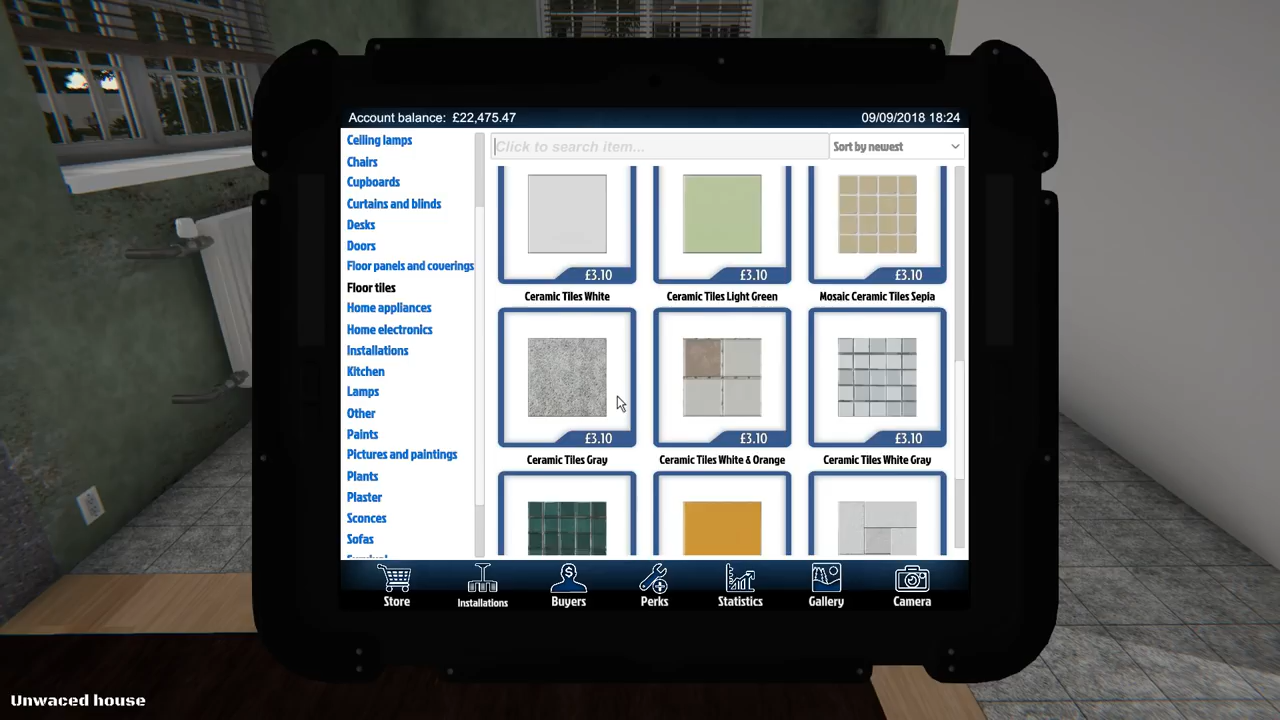 Account balance: £22,475.47
09/09/2018 18:24
Ceiling lamps
Chairs
Cupboards
Curtains and blinds
Desks
Doors
Floor panels and coverings
Floor tiles
Home appliances
Home electronics
Installations
Kitchen
Lamps
Other
Paints
Pictures and paintings
Plants
Plaster
Sconces
Sofas
Click to search item...
Sort by newest
£3.10
£3.10
£3.10
Ceramic Tiles White
Ceramic Tiles Light Green
Mosaic Ceramic Tiles Sepia
£3.10
£3.10
£3.10
Ceramic Tiles Gray
Ceramic Tiles White & Orange
Ceramic Tiles White Gray
Store
Installations
Buyers
Perks
Statistics
Gallery
Camera
Unwaced house